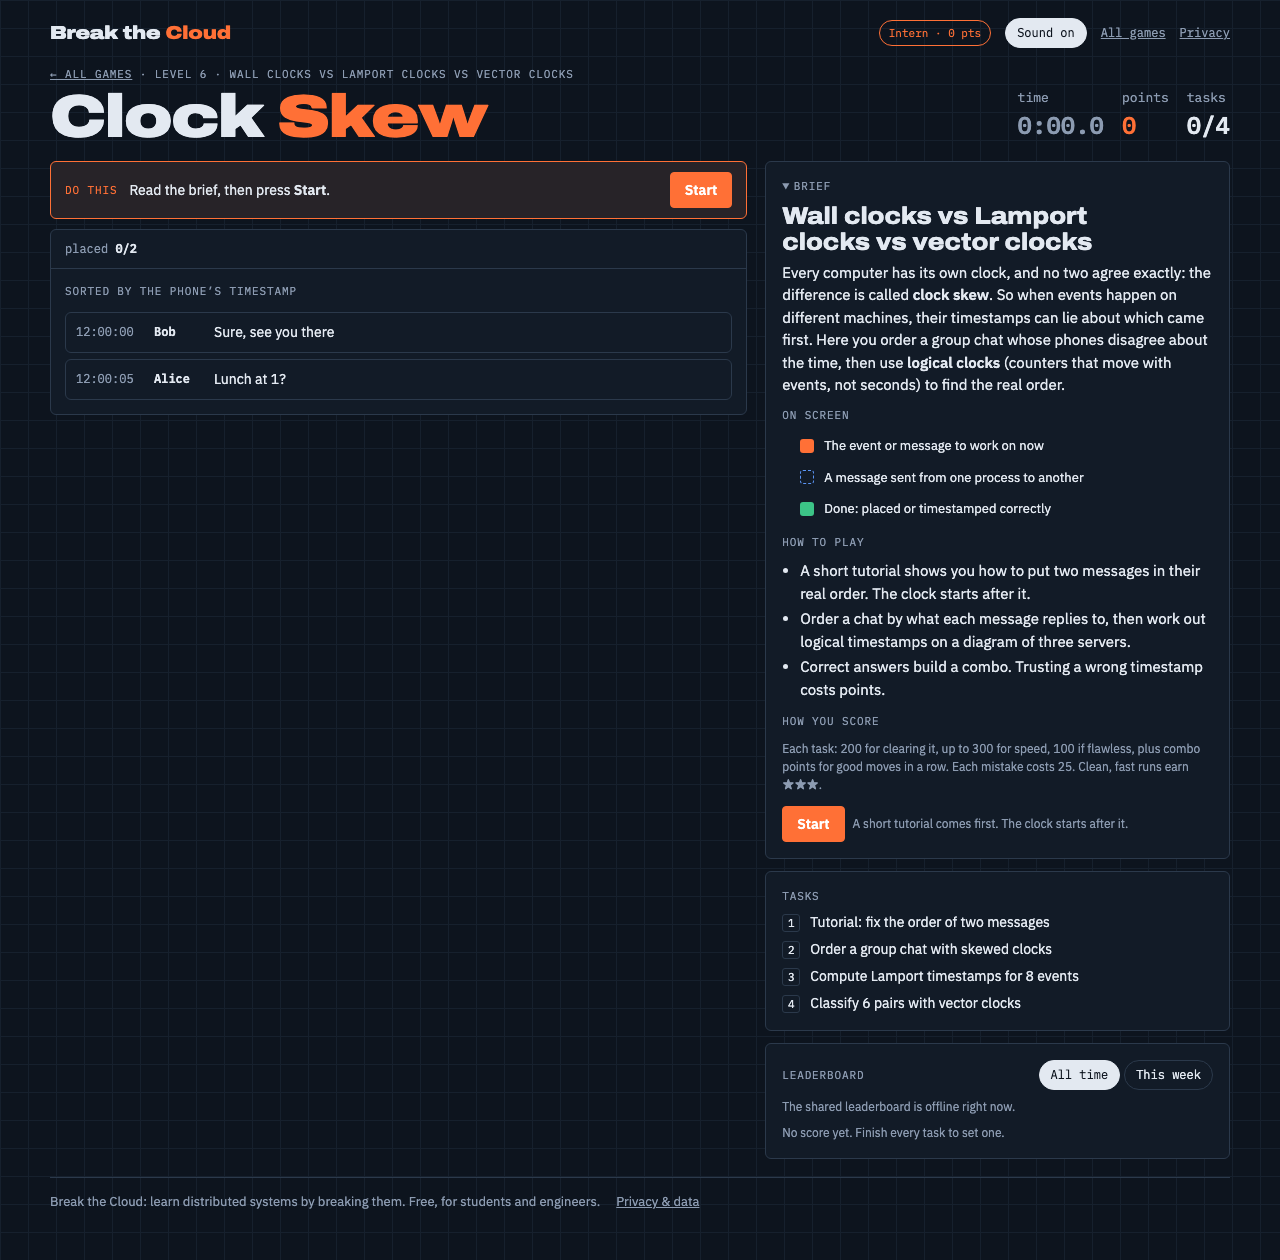 Break the Cloud
Intern · 0 pts
Sound on
All games
Privacy
← ALL GAMES · LEVEL 6 · WALL CLOCKS VS LAMPORT CLOCKS VS VECTOR CLOCKS
Clock Skew
time
0:00.0
points
0
tasks
0/4
DO THIS Read the brief, then press Start.
Start
placed 0/2
SORTED BY THE PHONE'S TIMESTAMP
12:00:00 Bob Sure, see you there
12:00:05 Alice Lunch at 1?
▼ BRIEF
Wall clocks vs Lamport
clocks vs vector clocks
Every computer has its own clock, and no two agree exactly: the
difference is called clock skew. So when events happen on
different machines, their timestamps can lie about which came
first. Here you order a group chat whose phones disagree about
the time, then use logical clocks (counters that move with
events, not seconds) to find the real order.
ON SCREEN
The event or message to work on now
A message sent from one process to another
Done: placed or timestamped correctly
HOW TO PLAY
• A short tutorial shows you how to put two messages in their
real order. The clock starts after it.
• Order a chat by what each message replies to, then work out
logical timestamps on a diagram of three servers.
• Correct answers build a combo. Trusting a wrong timestamp
costs points.
HOW YOU SCORE
Each task: 200 for clearing it, up to 300 for speed, 100 if flawless, plus combo
points for good moves in a row. Each mistake costs 25. Clean, fast runs earn
★★★.
Start
A short tutorial comes first. The clock starts after it.
TASKS
1 Tutorial: fix the order of two messages
2 Order a group chat with skewed clocks
3 Compute Lamport timestamps for 8 events
4 Classify 6 pairs with vector clocks
LEADERBOARD
All time
This week
The shared leaderboard is offline right now.
No score yet. Finish every task to set one.
Break the Cloud: learn distributed systems by breaking them. Free, for students and engineers.
Privacy & data